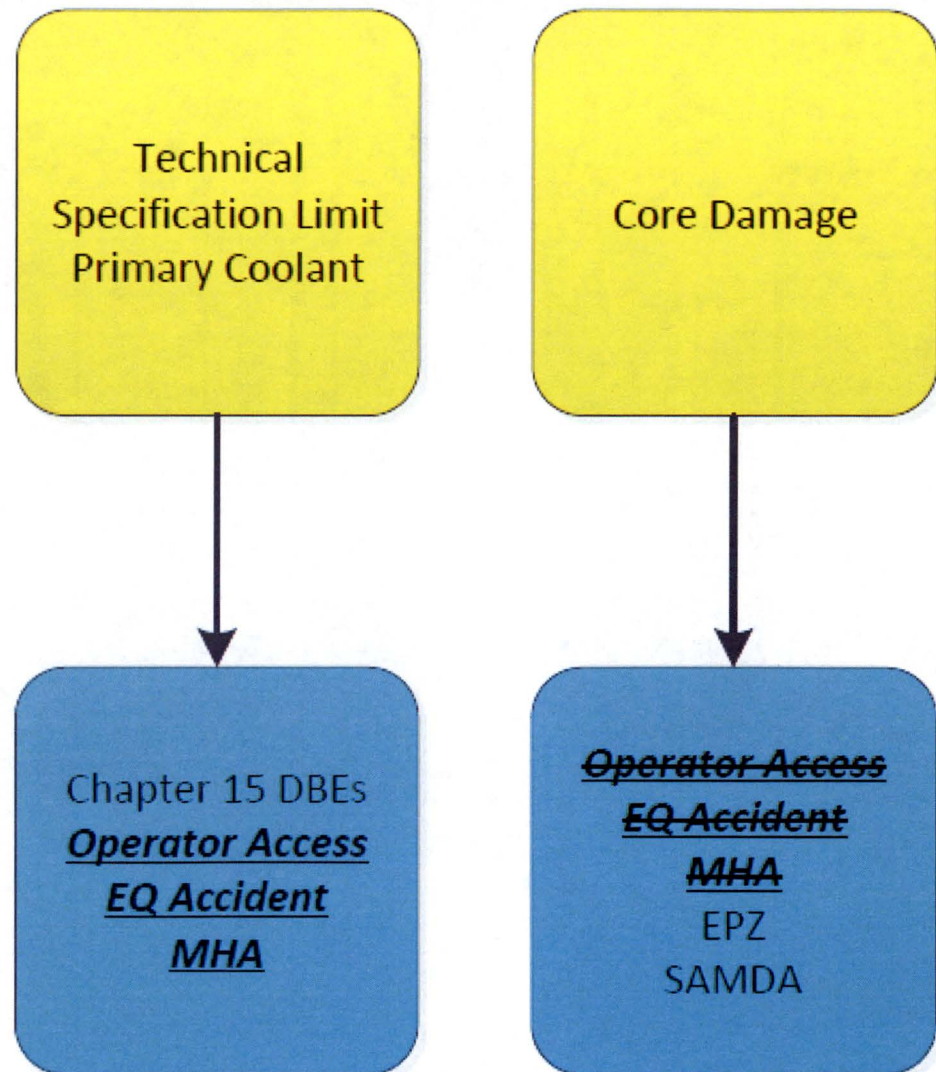 Technical
Specification Limit
Primary Coolant
Core Damage
Chapter 15 DBEs
Operator Access
EQ Accident
MHA
Operator Access
EQ Accident
MHA
EPZ
SAMDA